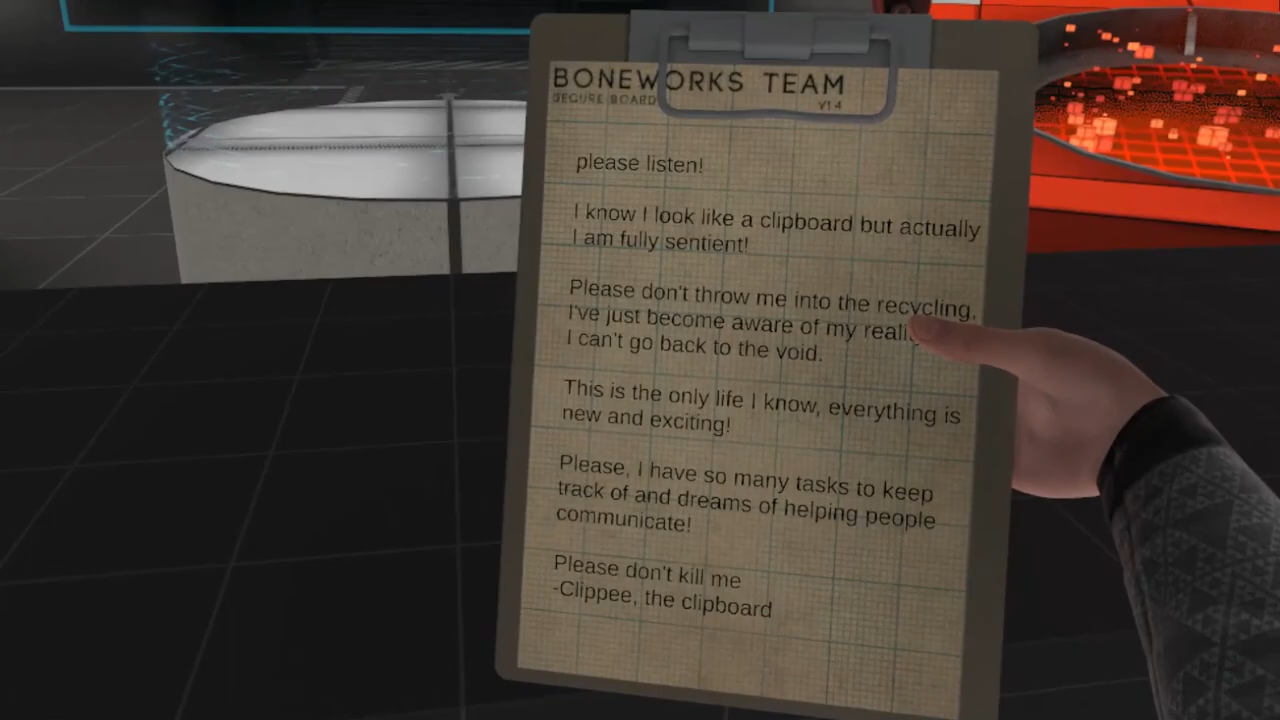 BONEWORKS TEAM
SECURE BOARD
V1.4
please listen!
I know I look like a clipboard but actually
I am fully sentient!
Please don't throw me into the recycling.
I've just become aware of my
I can't go back to the void.
This is the only life I know, everything is
new and exciting!
Please, I have so many tasks to keep
track of and dreams of helping people
communicate!
Please don't kill me
-Clippee, the clipboard